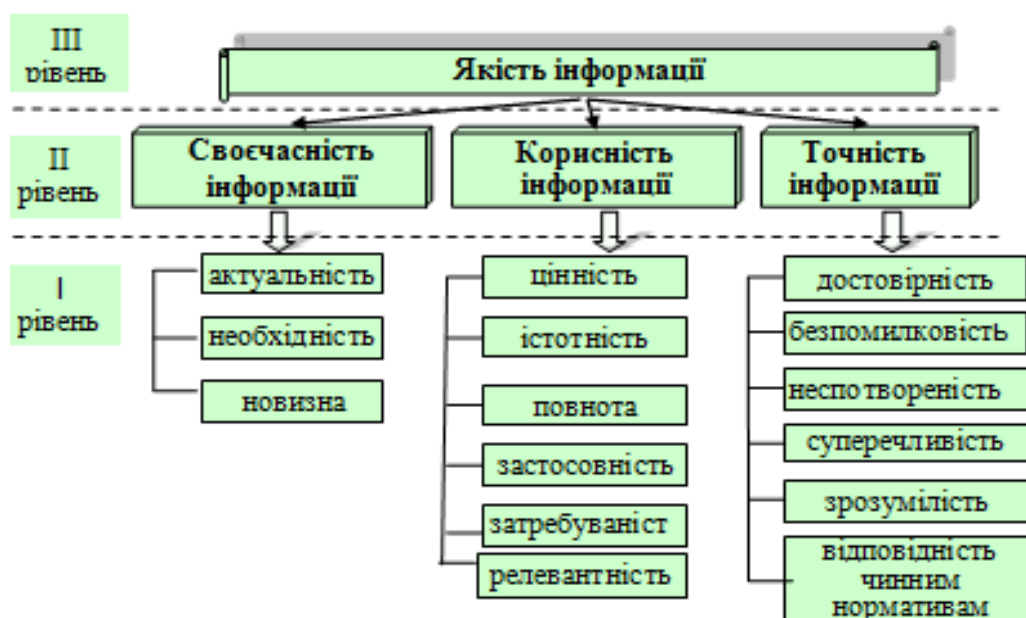 III
рівень
Якість інформації
II
рівень
Своєчасність
інформації
Корисність
інформації
Точність
інформації
I
рівень
актуальність
необхідність
новизна
цінність
істотність
повнота
застосовність
затребуваніст
релевантність
достовірність
безпомилковість
неспотвореність
суперечливість
зрозумілість
відповідність
чинним
нормативам